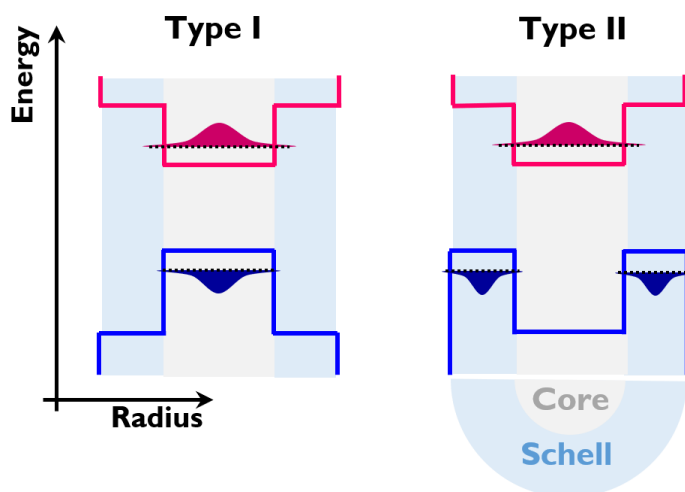 Type I
Type II
Energy
Radius
Core
Schell